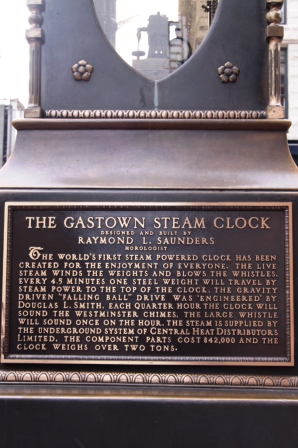 THE GASTOWN STEAM CLOCK
DESIGNED AND BUILT BY
RAYMOND L. SAUNDERS
HOROLOGIST
THE WORLD'S FIRST STEAM POWERED CLOCK HAS BEEN
CREATED FOR THE ENJOYMENT OF EVERYONE. THE LIVE
STEAM WINDS THE WEIGHTS AND BLOWS THE WHISTLES.
EVERY 4.5 MINUTES ONE STEEL WEIGHT WILL TRAVEL BY
STEAM POWER TO THE TOP OF THE CLOCK. THE GRAVITY
DRIVEN "FALLING BALL" DRIVE WAS ENGINEERED BY
DOUGLAS L. SMITH. EACH QUARTER HOUR THE CLOCK WILL
SOUND THE WESTMINSTER CHIMES. THE LARGE WHISTLE
WILL SOUND ONCE ON THE HOUR. THE STEAM IS SUPPLIED BY
THE UNDERGROUND SYSTEM OF CENTRAL HEAT DISTRIBUTORS
LIMITED. THE COMPONENT PARTS COST $42,000 AND THE
CLOCK WEIGHS OVER TWO TONS.